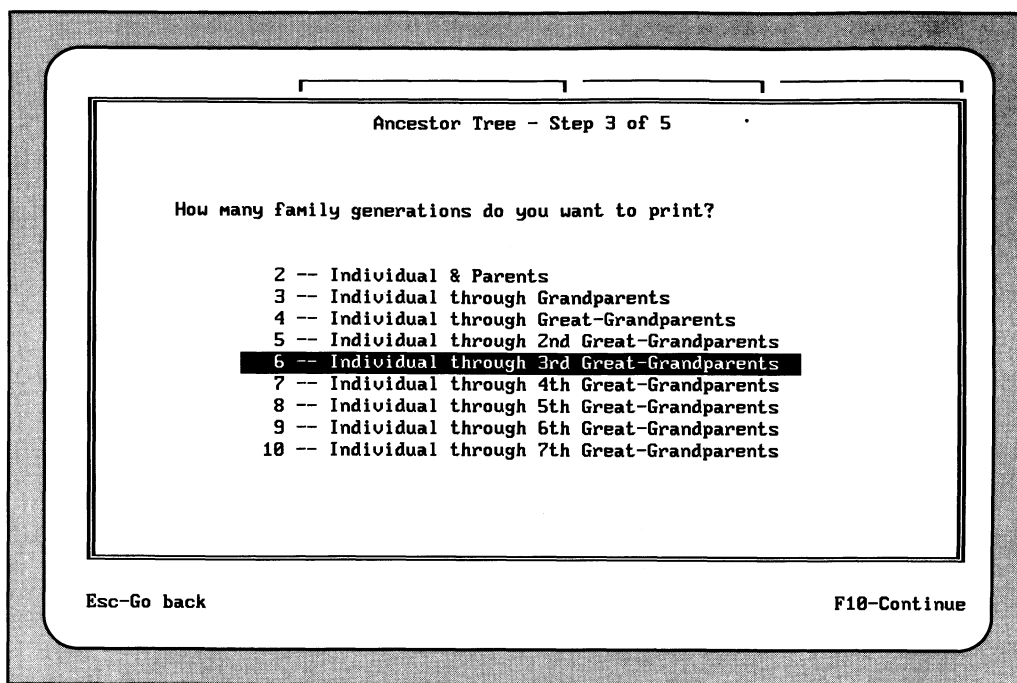 Ancestor Tree - Step 3 of 5
How many family generations do you want to print?
2 -- Individual & Parents
3 -- Individual through Grandparents
4 -- Individual through Great-Grandparents
5 -- Individual through 2nd Great-Grandparents
6 -- Individual through 3rd Great-Grandparents
7 -- Individual through 4th Great-Grandparents
8 -- Individual through 5th Great-Grandparents
9 -- Individual through 6th Great-Grandparents
10 -- Individual through 7th Great-Grandparents
Esc-Go back
F10-Continue